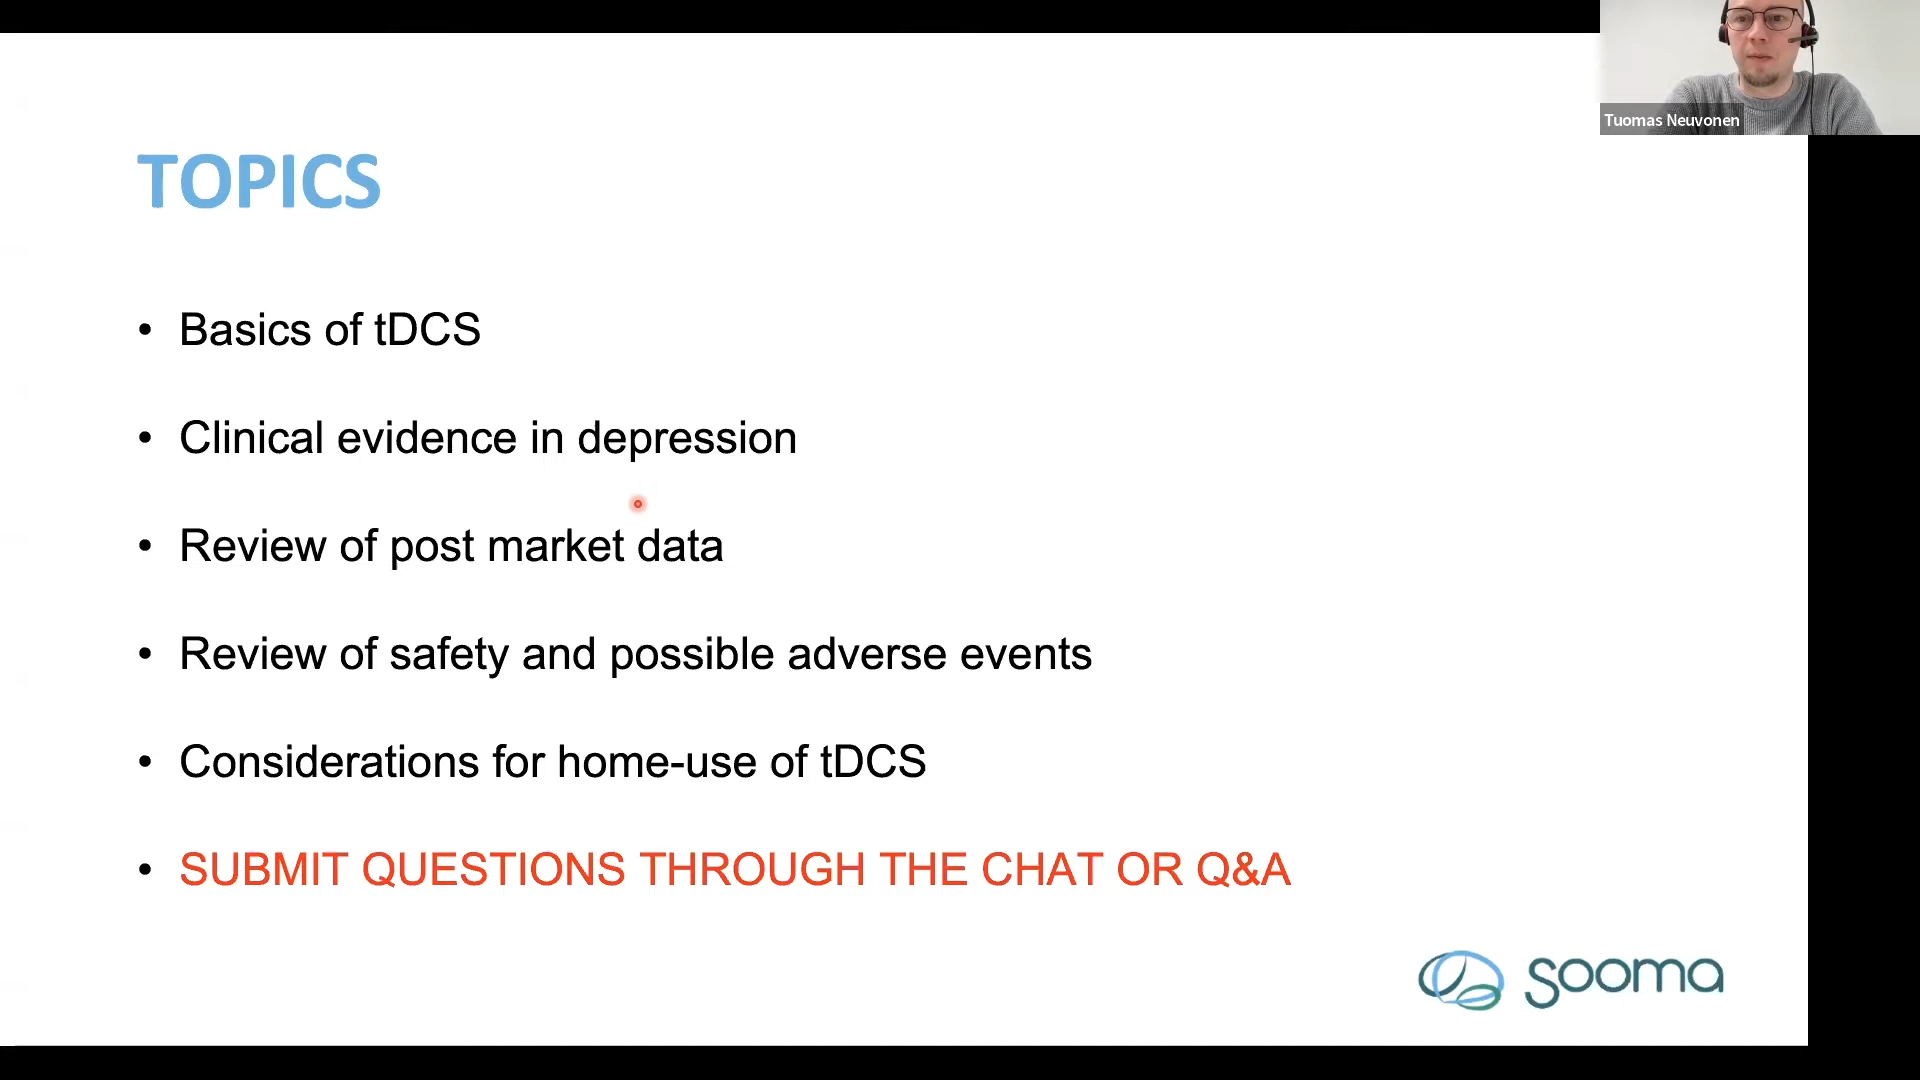 Tuomas Neuvonen
TOPICS
• Basics of tDCS
• Clinical evidence in depression
• Review of post market data
• Review of safety and possible adverse events
• Considerations for home-use of tDCS
• SUBMIT QUESTIONS THROUGH THE CHAT OR Q&A
sooma